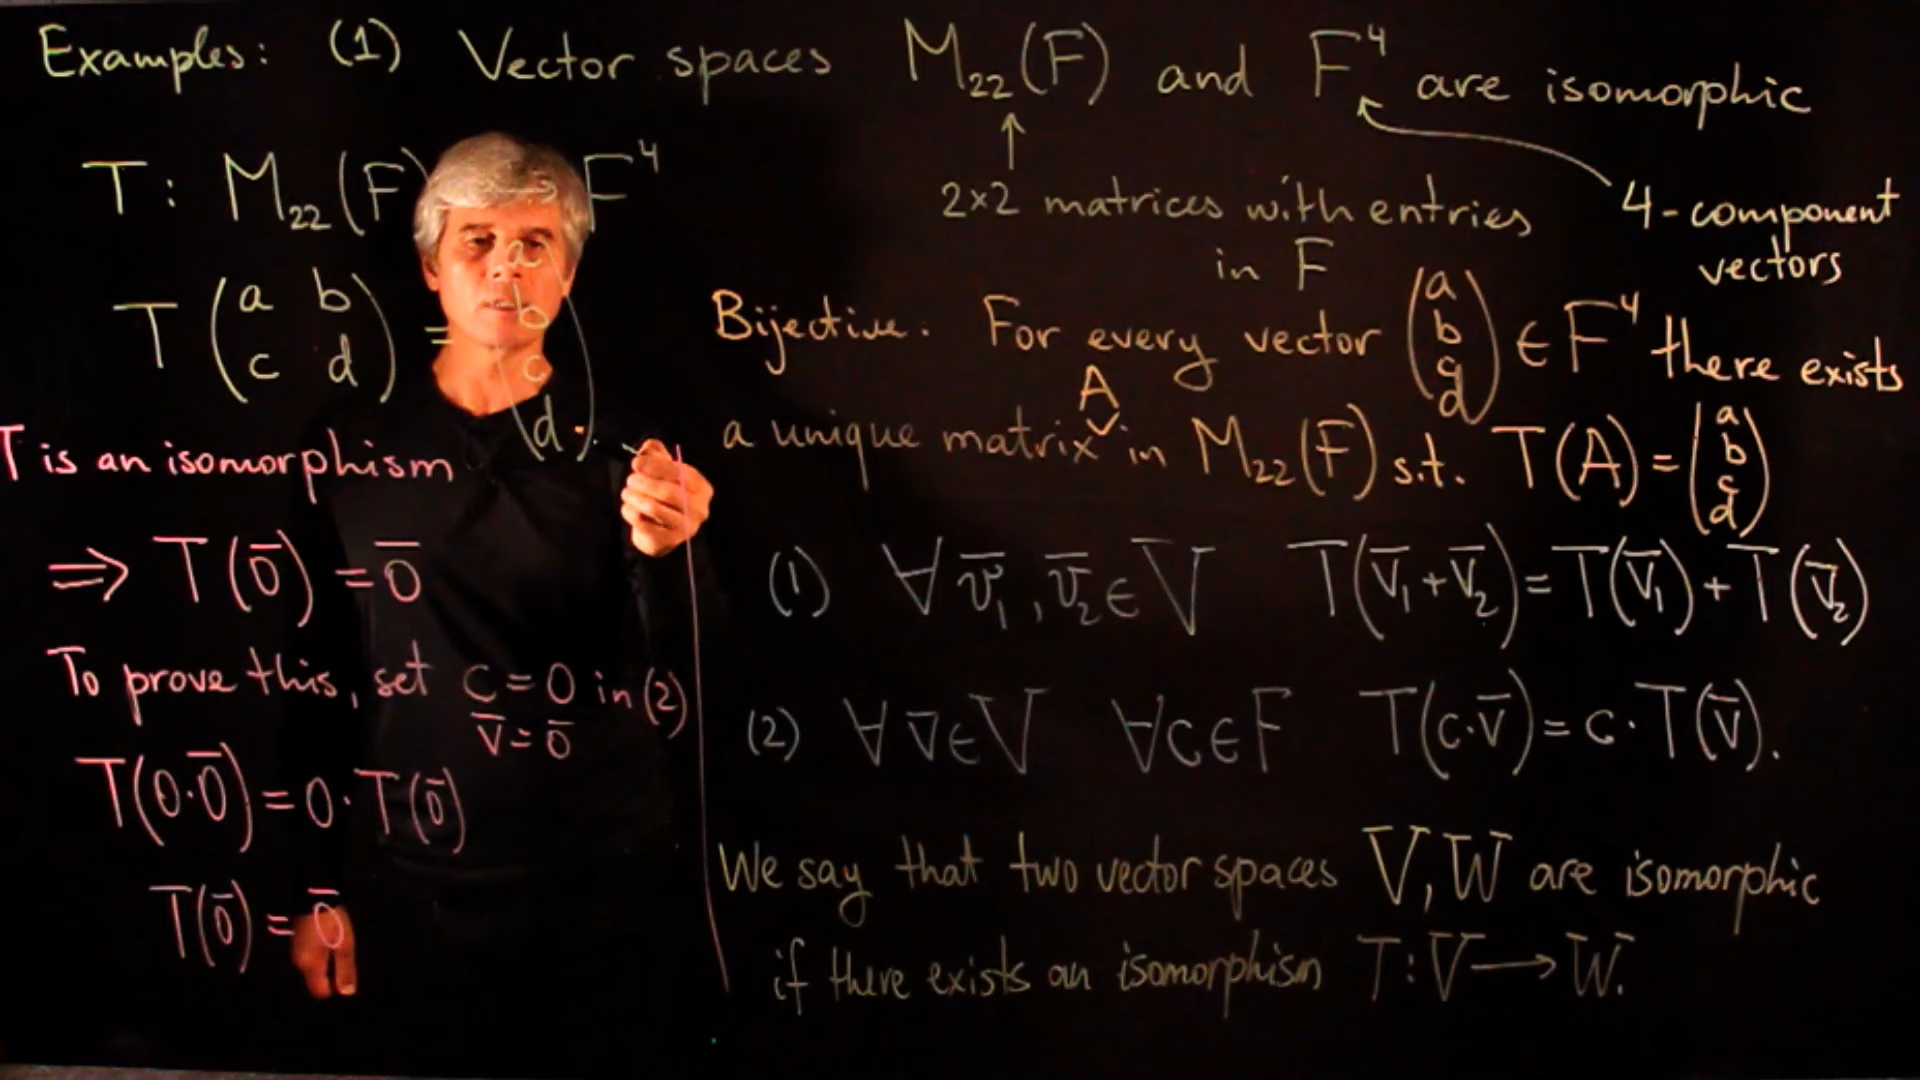 Examples: (1) Vector spaces M₂₂(F) and F⁴ are isomorphic
2×2 matrices with entries in F
4-component vectors
T: M₂₂(F) → F⁴
T (a b c d) = (a b c d).
T is an isomorphism
⇒ T(0̄) = 0̄
To prove this, set c = 0 in (2)
v̄ = 0̄
T(0·0̄) = 0·T(0̄)
T(0̄) = 0̄
Bijective: For every vector (a b c d) ∈ F⁴ there exists
a unique matrix A in M₂₂(F) s.t. T(A) = (a b c d)
(1) ∀ v̄₁, v̄₂ ∈ V T(v̄₁ + v̄₂) = T(v̄₁) + T(v̄₂)
(2) ∀ v̄ ∈ V ∀ c ∈ F T(c·v̄) = c·T(v̄).
We say that two vector spaces V, W are isomorphic
if there exists an isomorphism T: V → W.